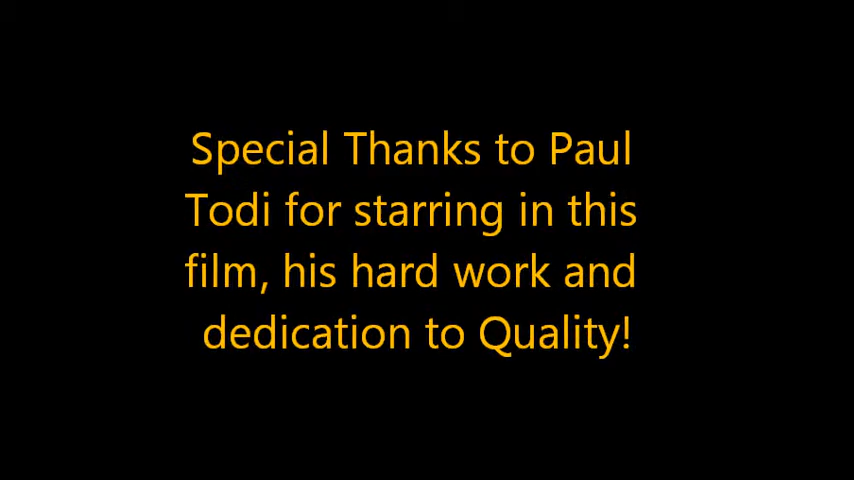 Special Thanks to Paul
Todi for starring in this
film, his hard work and
dedication to Quality!